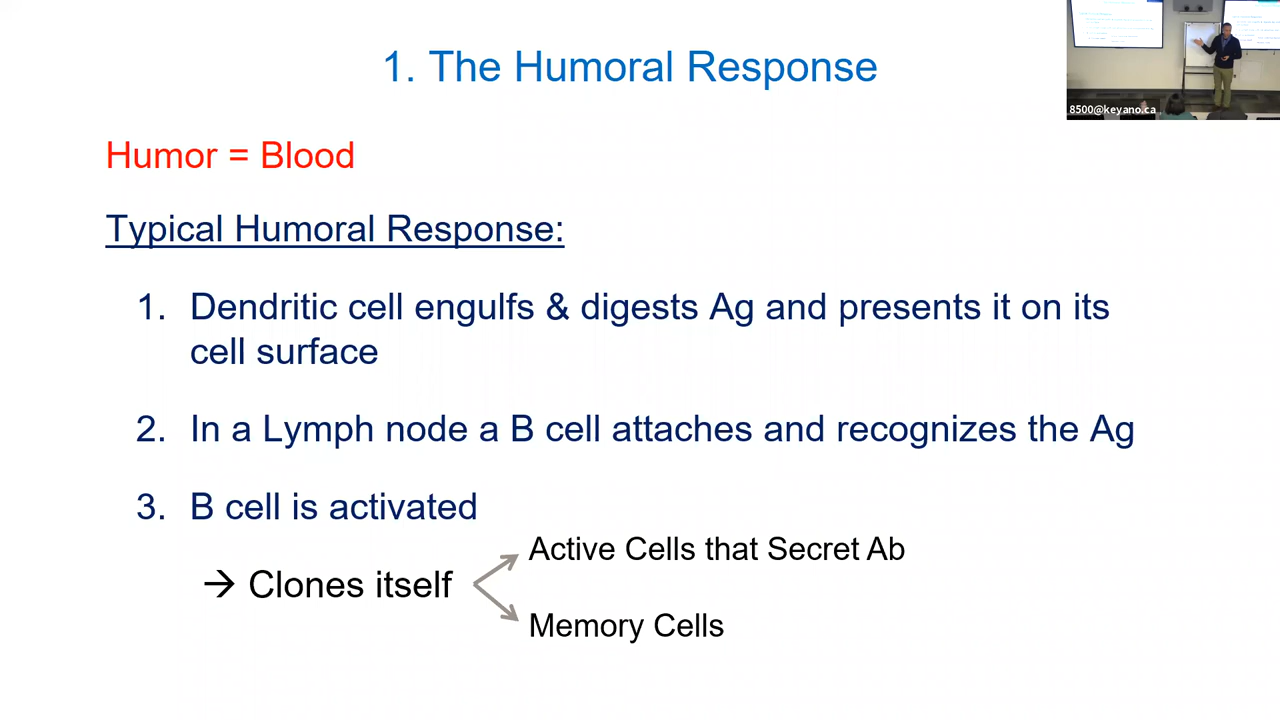 1. The Humoral Response
8500@keyano.ca
Humor = Blood
Typical Humoral Response:
1. Dendritic cell engulfs & digests Ag and presents it on its
cell surface
2. In a Lymph node a B cell attaches and recognizes the Ag
3. B cell is activated
Active Cells that Secret Ab
→ Clones itself
Memory Cells